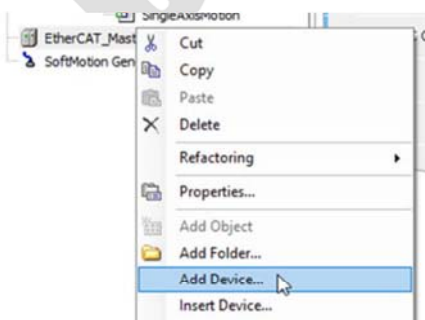 SingleAxisMotion
EtherCAT_Mast
SoftMotion Gen
Cut
Copy
Paste
Delete
Refactoring
Properties...
Add Object
Add Folder...
Add Device...
Insert Device...